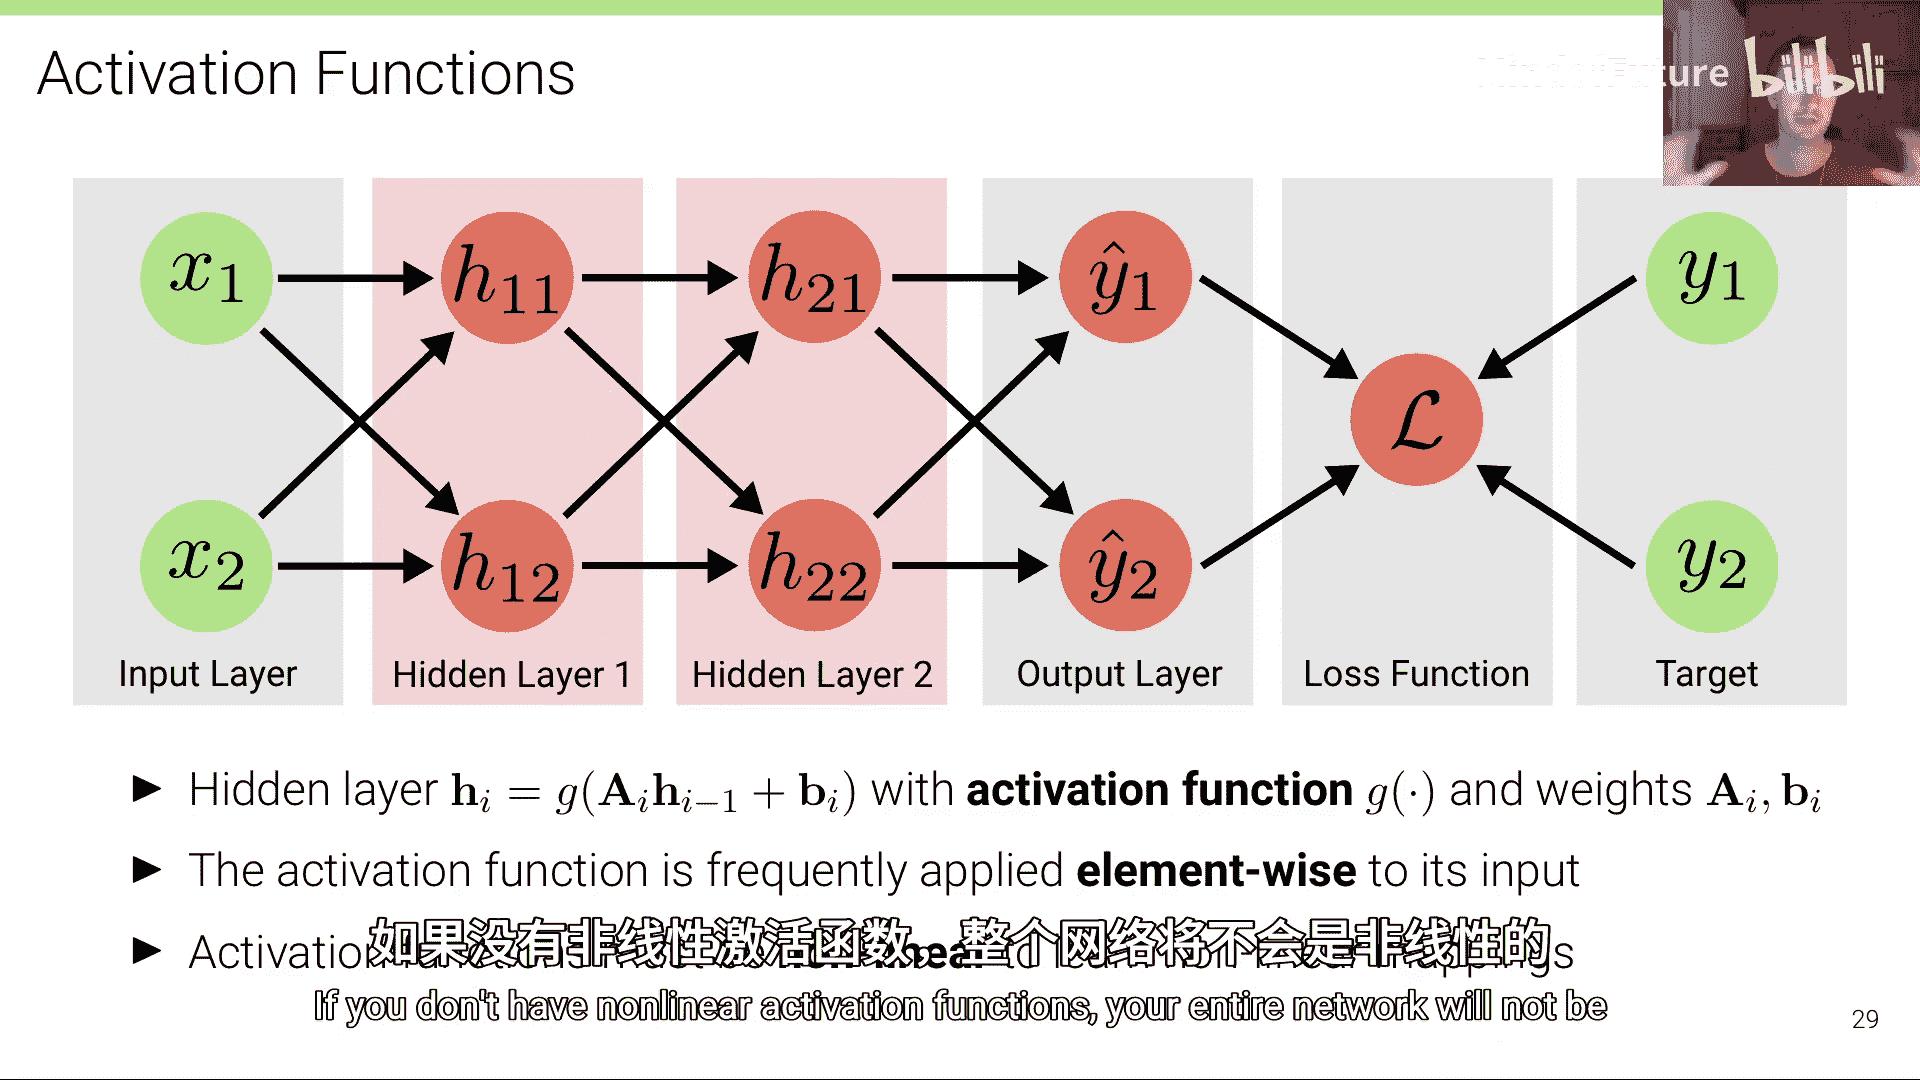 Activation Functions
ture bilibili
x₁ h₁₁ h₂₁ ŷ₁ y₁
ℒ
x₂ h₁₂ h₂₂ ŷ₂ y₂
Input Layer Hidden Layer 1 Hidden Layer 2 Output Layer Loss Function Target
► Hidden layer 𝐡ᵢ = g(𝐀ᵢ𝐡ᵢ₋₁ + 𝐛ᵢ) with activation function g(·) and weights 𝐀ᵢ, 𝐛ᵢ
► The activation function is frequently applied element-wise to its input
► Activation
如果没有非线性激活函数，整个网络将不会是非线性的
If you don't have nonlinear activation functions, your entire network will not be
29